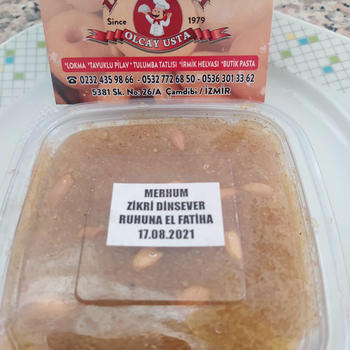 Since 1979
OLCAY USTA
*LOKMA *TAVUKLU PİLAV *TULUMBA TATLISI *İRMİK HELVASI *BUTİK PASTA
0232 435 98 66 - 0532 772 68 50 - 0536 301 33 62
5381 Sk. No: 26/A Çamdibi / İZMİR
MERHUM
ZİKRİ DİNSEVER
RUHUNA EL FATİHA
17.08.2021